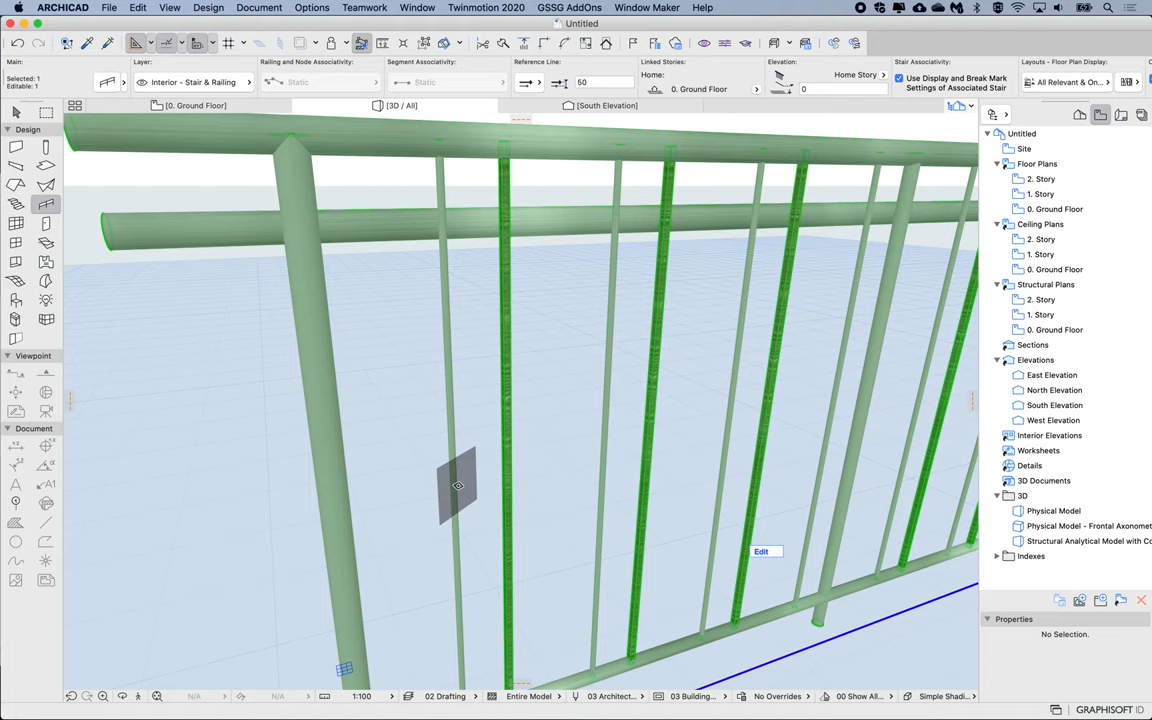 ARCHICAD File Edit View Design Document Options Teamwork Window Twinmotion 2020 GSSG AddOns Window Maker Help
Untitled
Main:
Layer:
Railing and Node Associativity:
Segment Associativity:
Reference Line:
Linked Stories:
Elevation:
Stair Associativity:
Layouts - Floor Plan Display:
Selected: 1
Editable: 1
Interior - Stair & Railing
Static
Static
50
Home:
0. Ground Floor
Home Story
0
Use Display and Break Mark
Settings of Associated Stair
All Relevant & On...
[0. Ground Floor]
[3D / All]
[South Elevation]
Design
Viewpoint
Document
Edit
Untitled
Site
Floor Plans
2. Story
1. Story
0. Ground Floor
Ceiling Plans
2. Story
1. Story
0. Ground Floor
Structural Plans
2. Story
1. Story
0. Ground Floor
Sections
Elevations
East Elevation
North Elevation
South Elevation
West Elevation
Interior Elevations
Worksheets
Details
3D Documents
3D
Physical Model
Physical Model - Frontal Axonomet
Structural Analytical Model with Co
Indexes
Properties
No Selection.
N/A
N/A
1:100
02 Drafting
Entire Model
03 Architect...
03 Building...
No Overrides
00 Show All...
Simple Shadi...
GRAPHISOFT ID